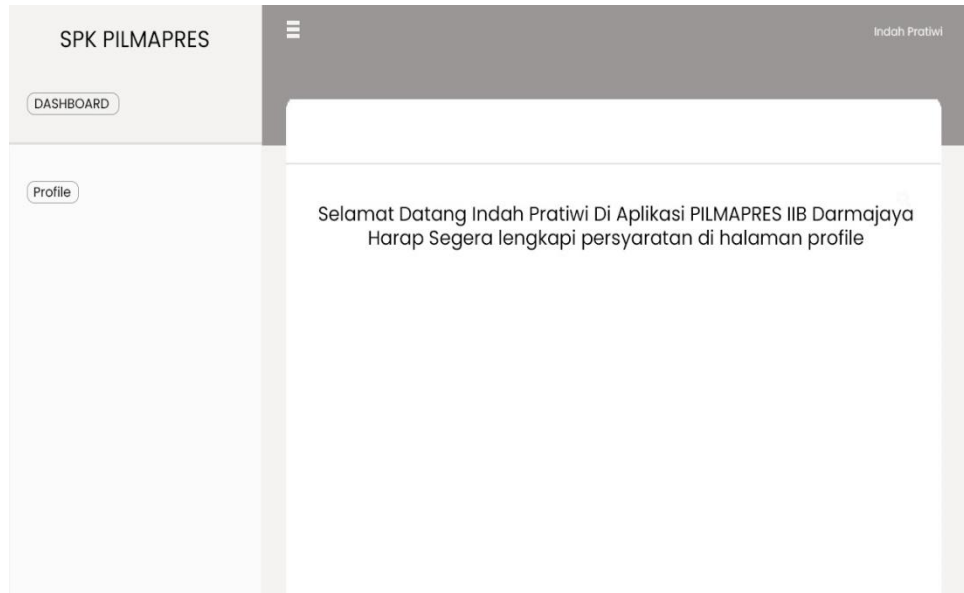 SPK PILMAPRES
Indah Pratiwi
DASHBOARD
Profile
Selamat Datang Indah Pratiwi Di Aplikasi PILMAPRES IIB Darmajaya
Harap Segera lengkapi persyaratan di halaman profile